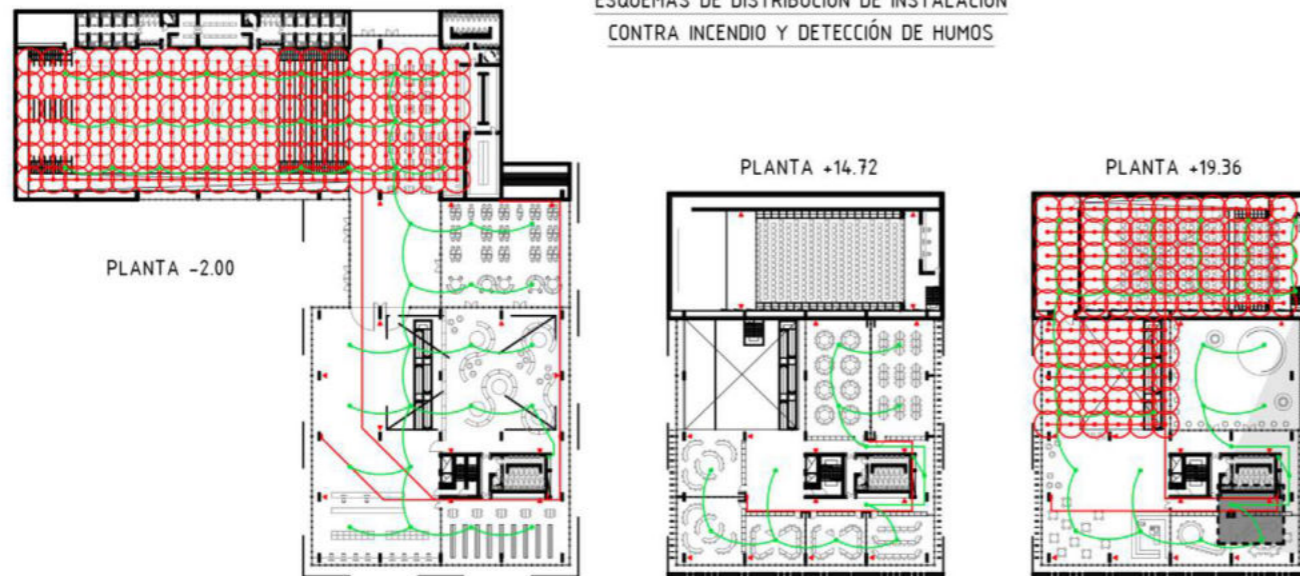 ESQUEMAS DE DISTRIBUCIÓN DE INSTALACIÓN
CONTRA INCENDIO Y DETECCIÓN DE HUMOS
PLANTA +14.72
PLANTA +19.36
PLANTA -2.00